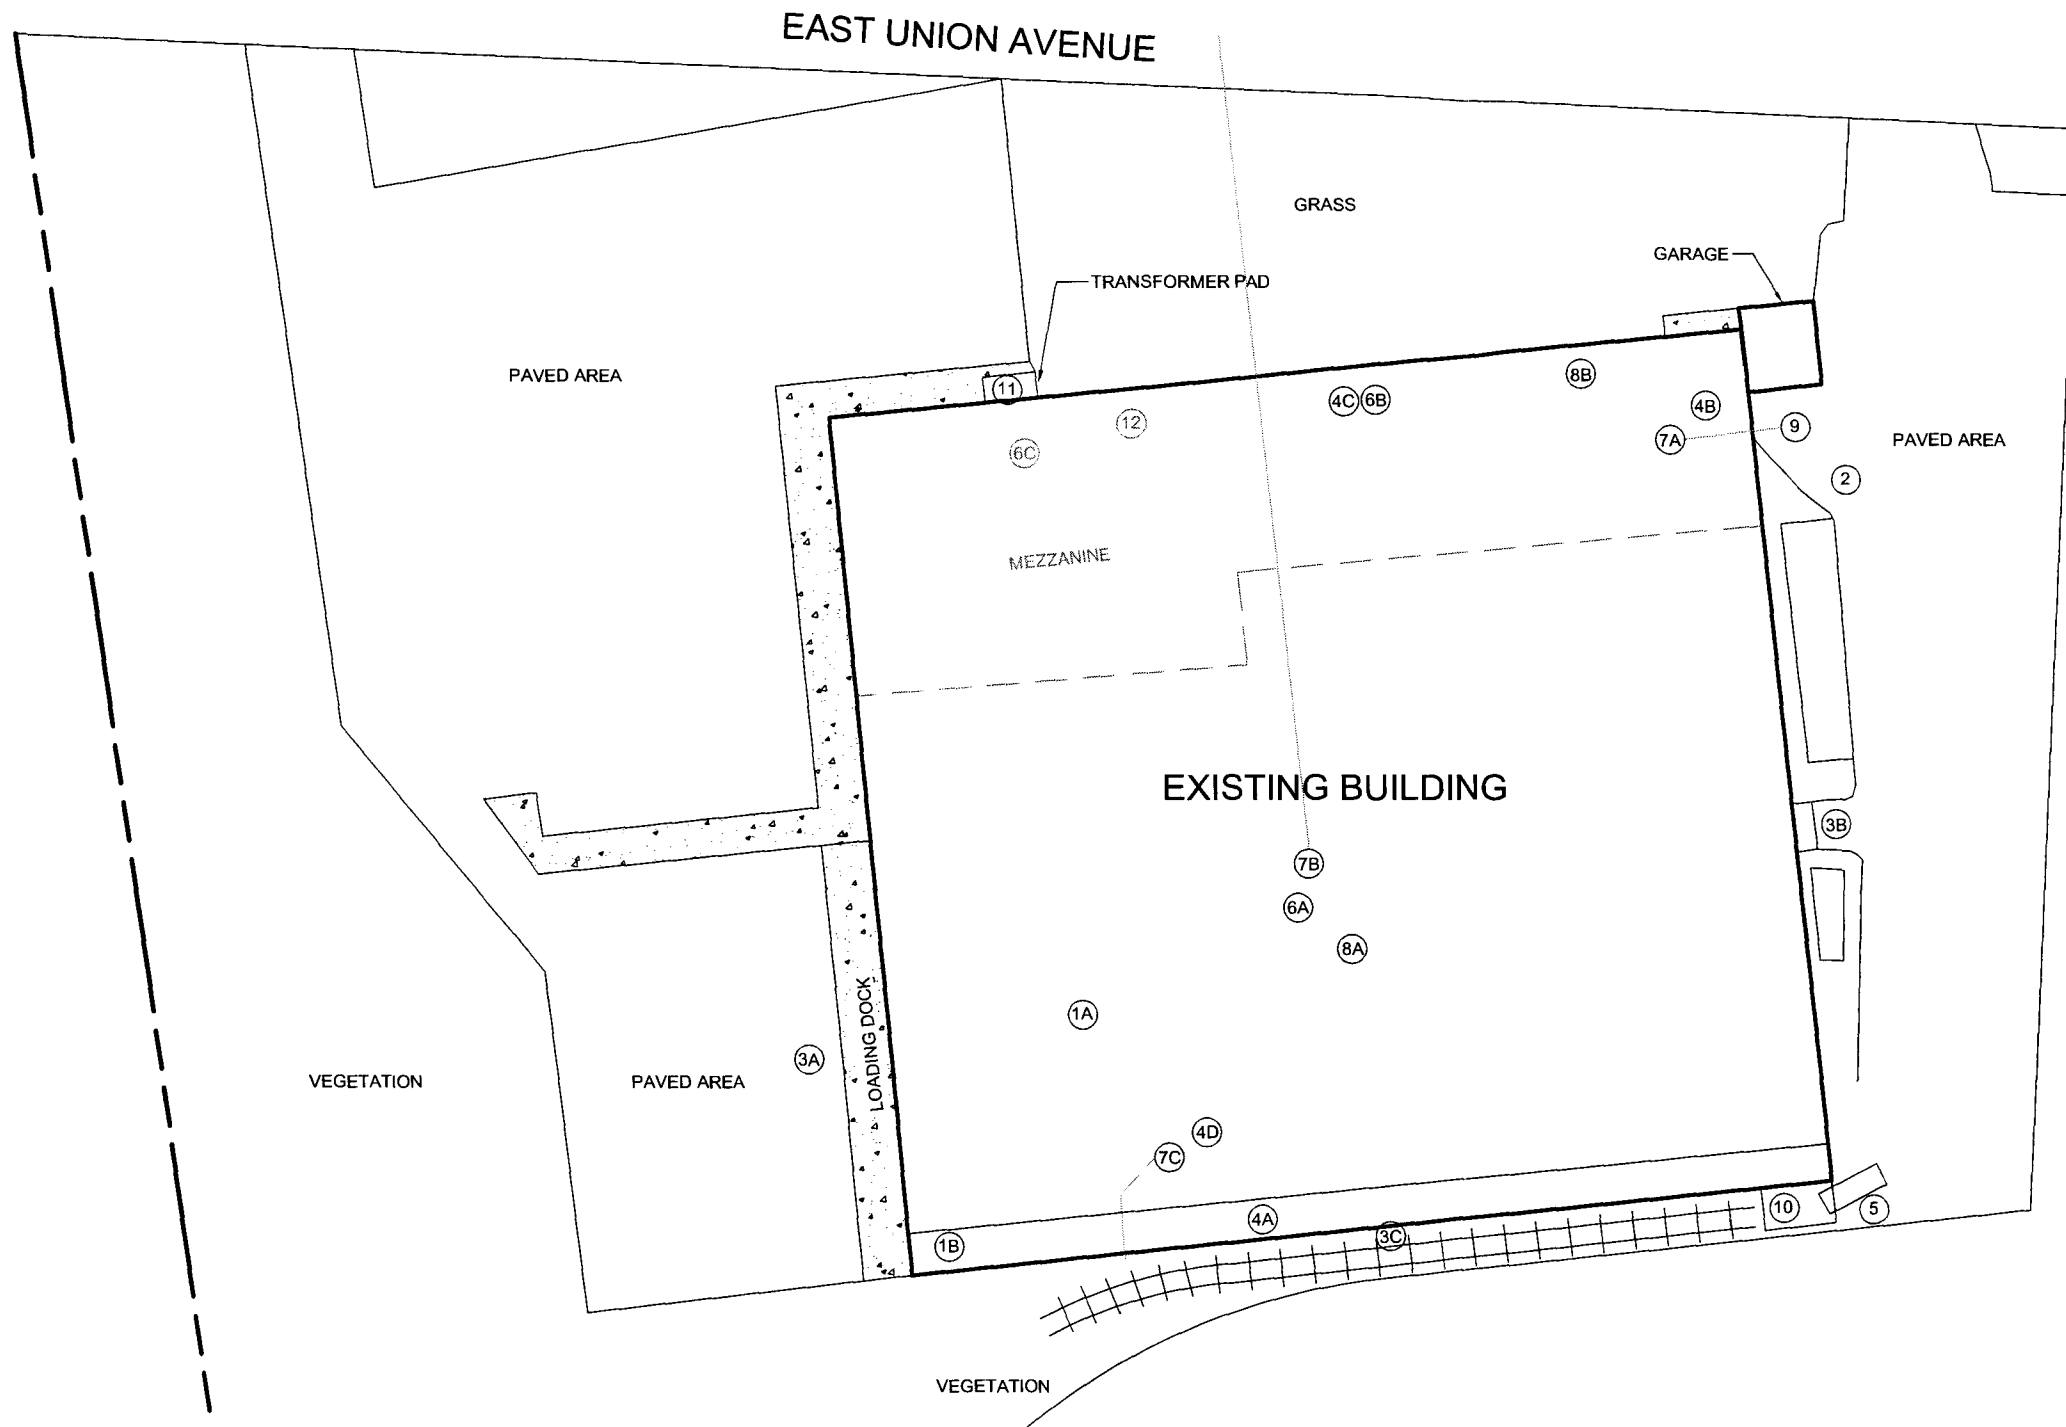 EAST UNION AVENUE
GRASS
GARAGE
TRANSFORMER PAD
PAVED AREA
11
8B
4C
6B
4B
12
9
7A
PAVED AREA
6C
2
MEZZANINE
EXISTING BUILDING
3B
7B
6A
8A
1A
LOADING DOCK
3A
VEGETATION
PAVED AREA
4D
7C
10
5
4A
3C
1B
VEGETATION